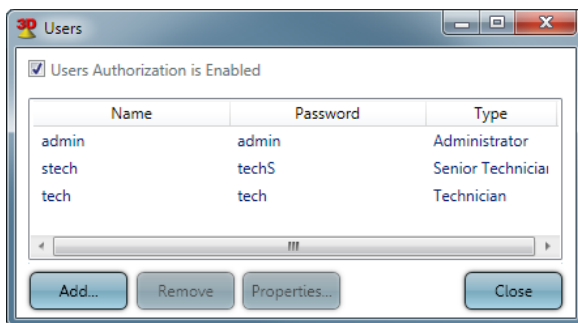 3D Users
Users Authorization is Enabled
Name Password Type
admin admin Administrator
stech techS Senior Technician
tech tech Technician
Add... Remove Properties... Close